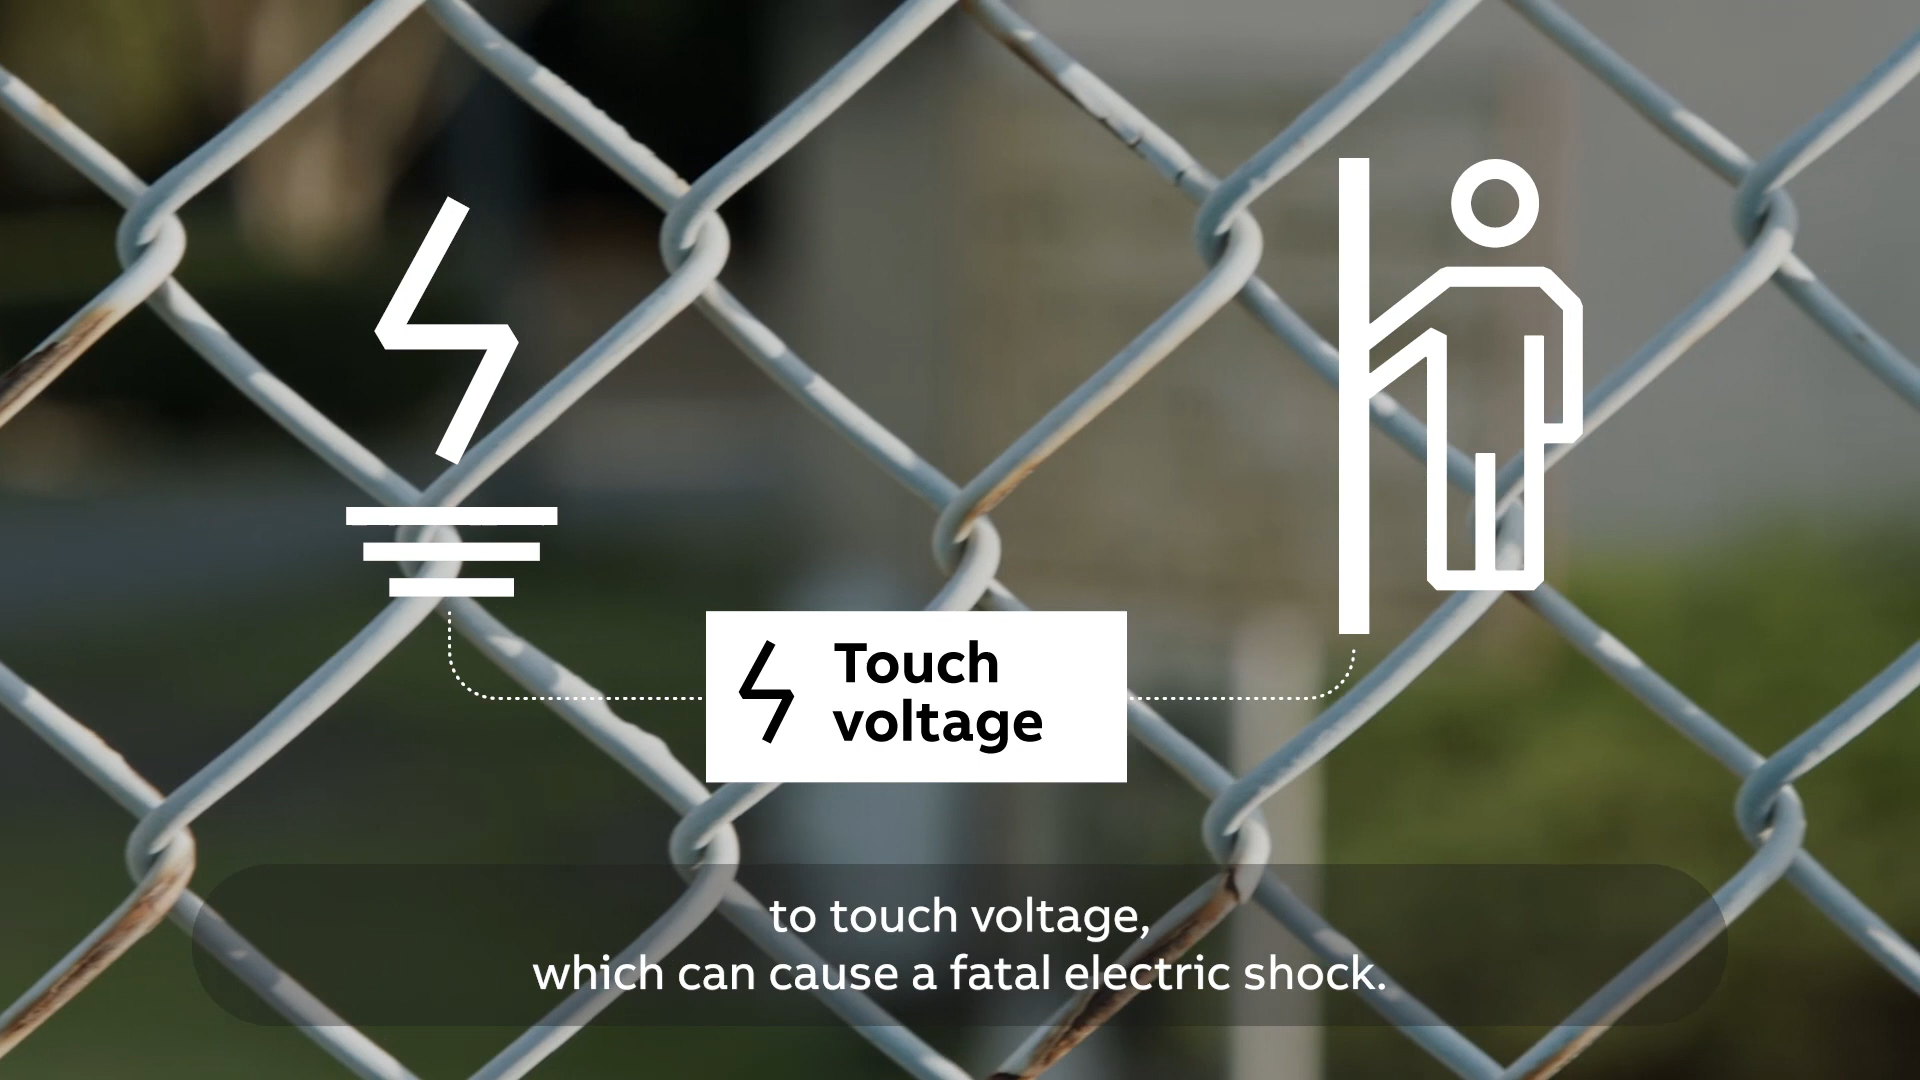 Touch
voltage
to touch voltage,
which can cause a fatal electric shock.